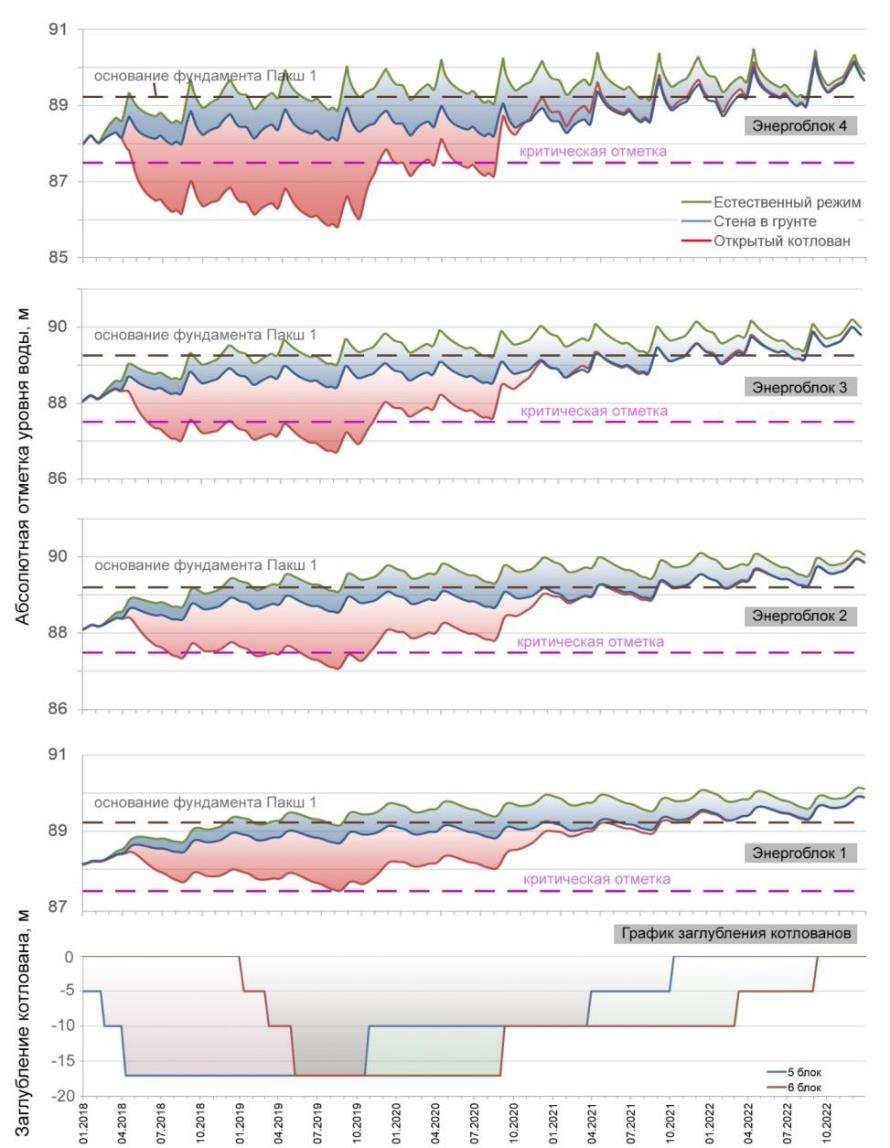 Абсолютная отметка уровня воды, м
91
89
87
85
основание фундамента Пакш 1
Энергоблок 4
критическая отметка
Естественный режим
Стена в грунте
Открытый котлован
90
88
86
основание фундамента Пакш 1
Энергоблок 3
критическая отметка
90
88
86
основание фундамента Пакш 1
Энергоблок 2
критическая отметка
91
89
87
основание фундамента Пакш 1
Энергоблок 1
критическая отметка
График заглубления котлованов
Заглубление котлована, м
0
-5
-10
-15
-20
5 блок
6 блок
01.2018
04.2018
07.2018
10.2018
01.2019
04.2019
07.2019
10.2019
01.2020
04.2020
07.2020
10.2020
01.2021
04.2021
07.2021
10.2021
01.2022
04.2022
07.2022
10.2022